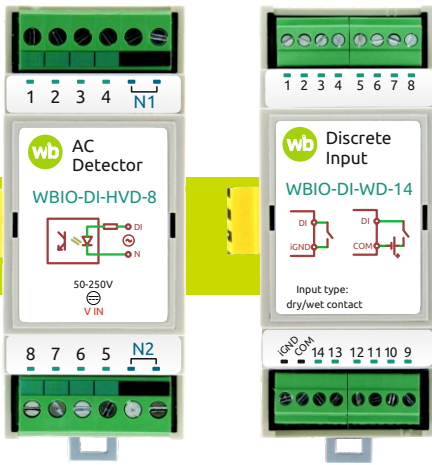 1 2 3 4 N1
wb AC
Detector
WBIO-DI-HVD-8
DI
N
50-250V
V IN
8 7 6 5 N2
1 2 3 4 5 6 7 8
wb Discrete
Input
WBIO-DI-WD-14
DI DI
iGND COM
Input type:
dry/wet contact
iGND COM 14 13 12 11 10 9